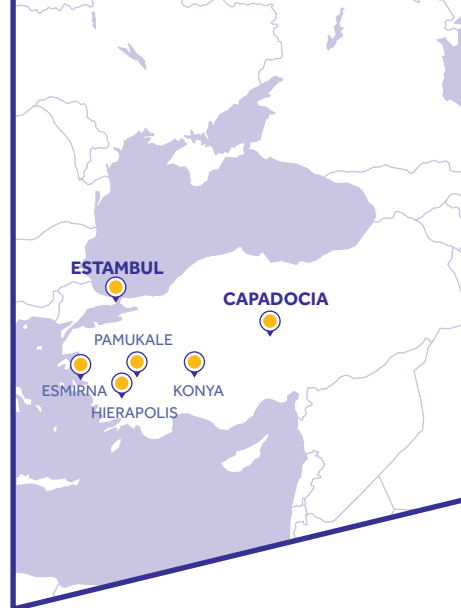 ESTAMBUL
CAPADOCIA
PAMUKALE
ESMIRNA
KONYA
HIERAPOLIS